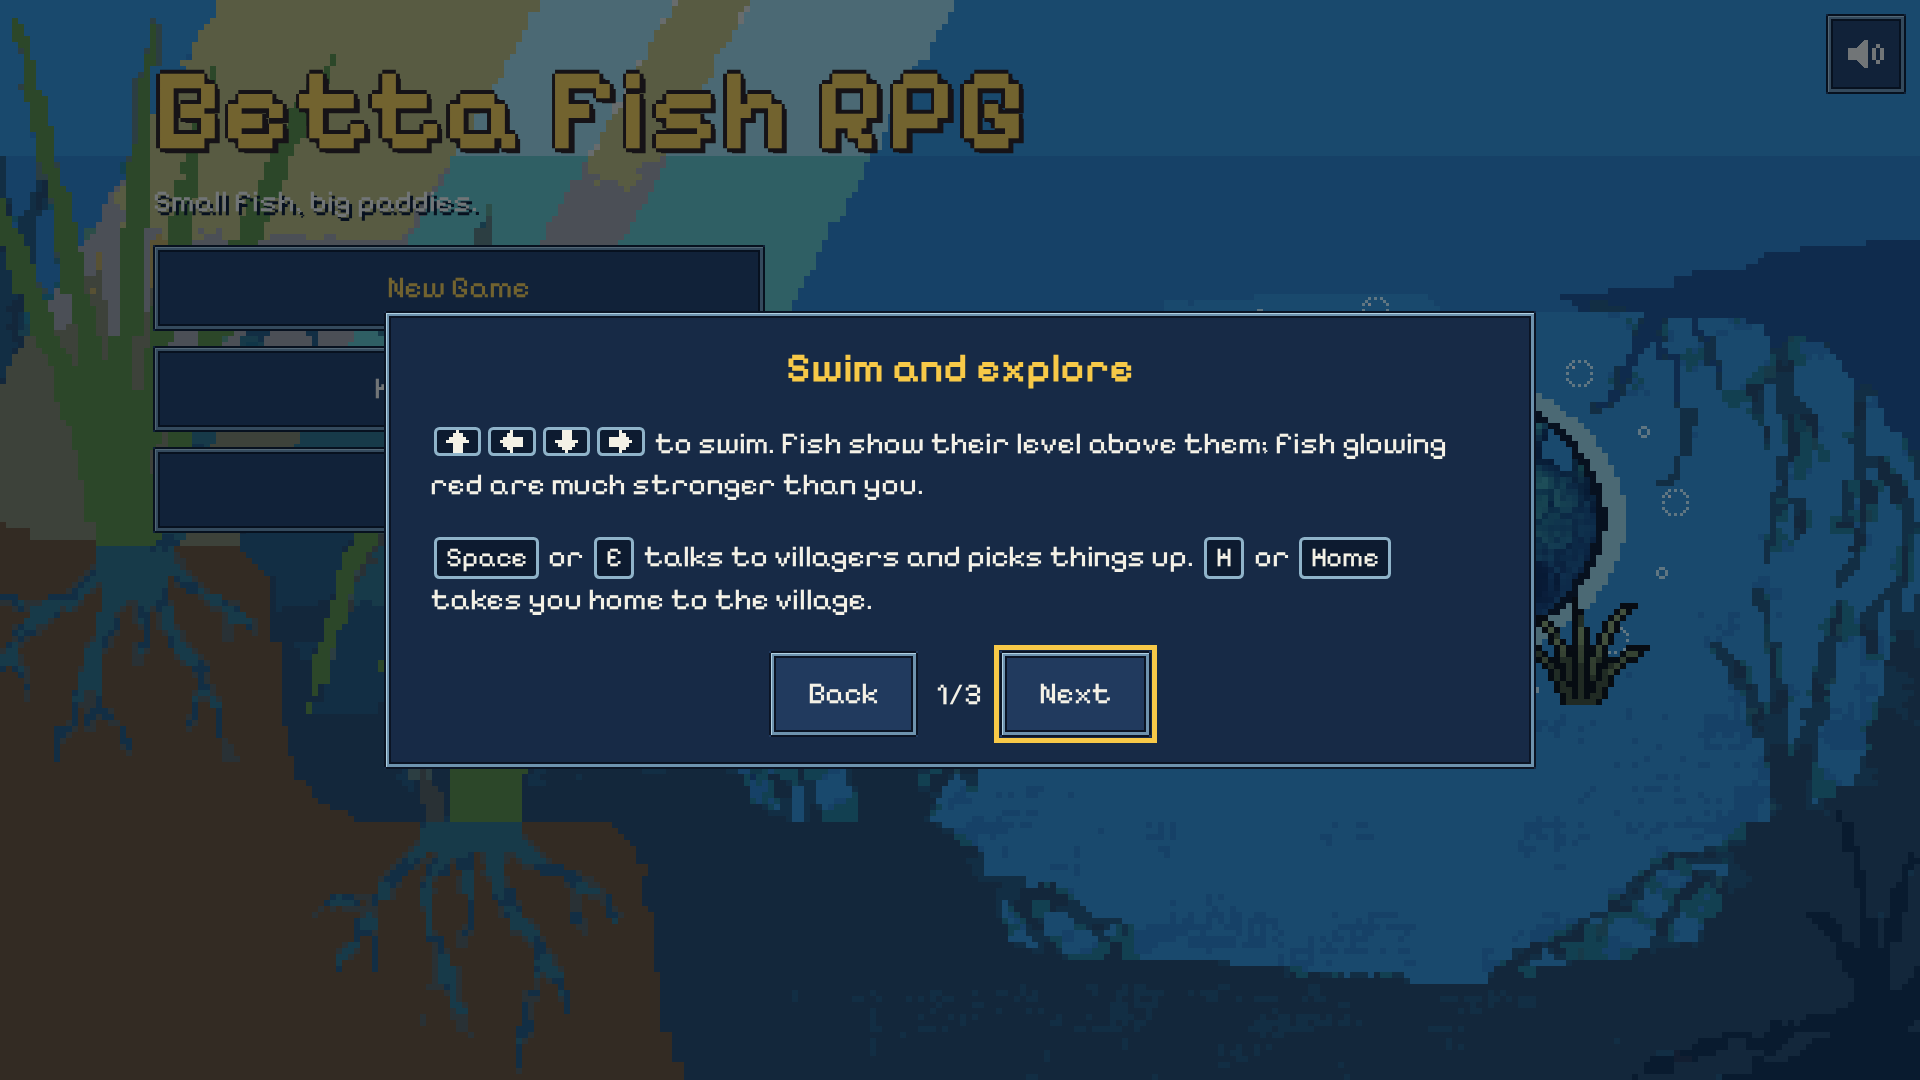 Betta Fish RPG
Small fish, big paddies.
New Game
Swim and explore
to swim. Fish show their level above them; fish glowing
red are much stronger than you.
Space or E talks to villagers and picks things up. H or Home
takes you home to the village.
Back 1/3 Next